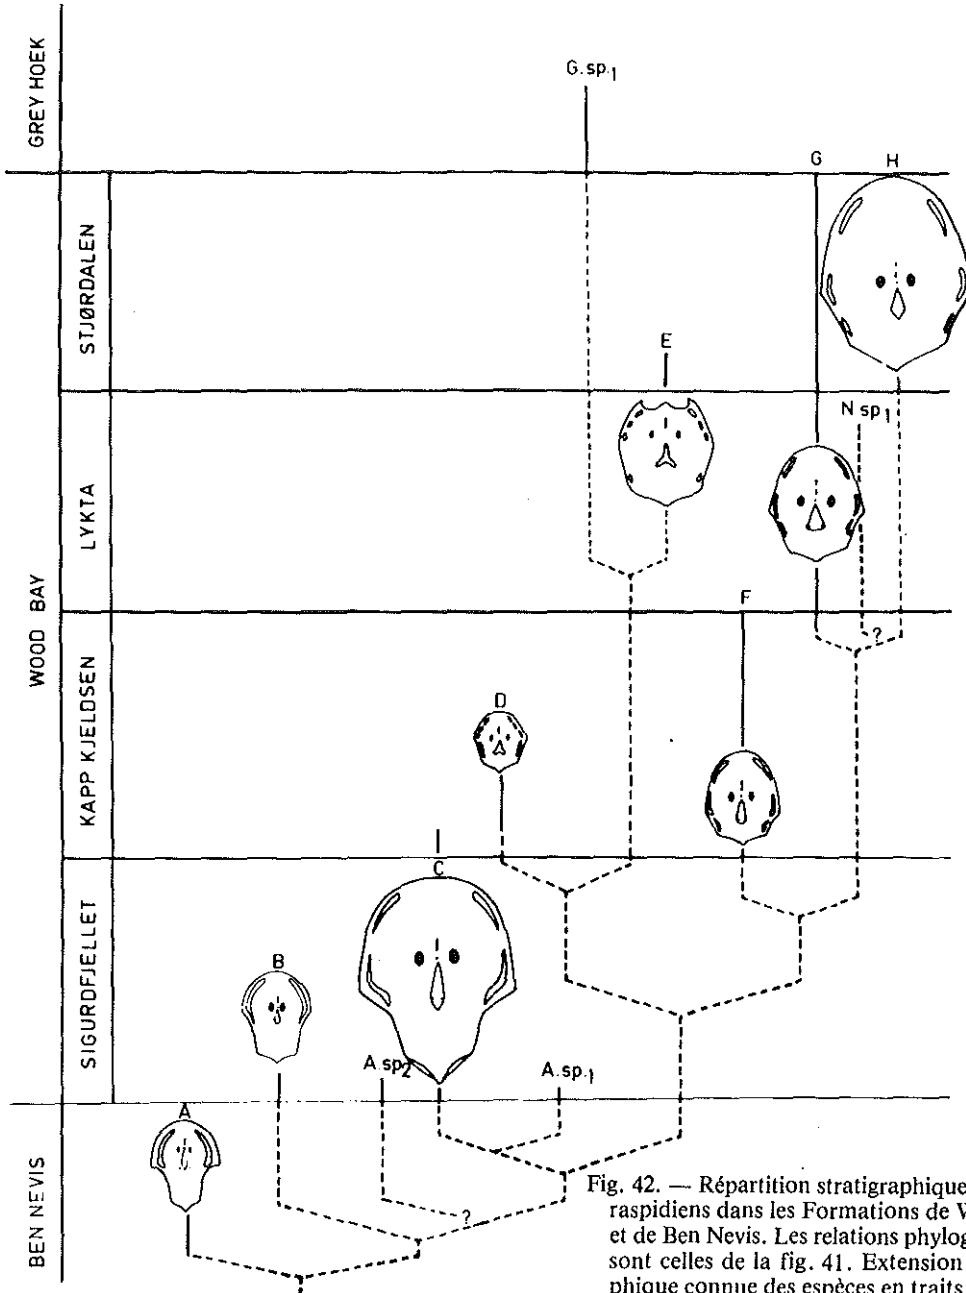 GREY HOEK
G.sp.1
G
H
STJØRDALEN
E
N sp1
LYKTA
WOOD BAY
F
?
KAPP KJELDSEN
D
C
SIGURDFJELLET
B
A.sp2
A.sp.1
A
BEN NEVIS
?
Fig. 42. — Répartition stratigraphique
raspidiens dans les Formations de
et de Ben Nevis. Les relations phylog
sont celles de la fig. 41. Extension
phique connue des espèces en traits